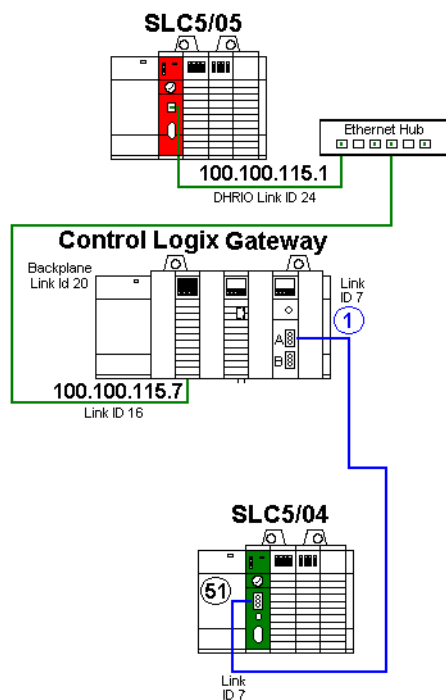 SLC5/05
Ethernet Hub
100.100.115.1
DHRIO Link ID 24
Control Logix Gateway
Backplane
Link Id 20
Link
ID 7
1
A
B
100.100.115.7
Link ID 16
SLC5/04
51
Link
ID 7